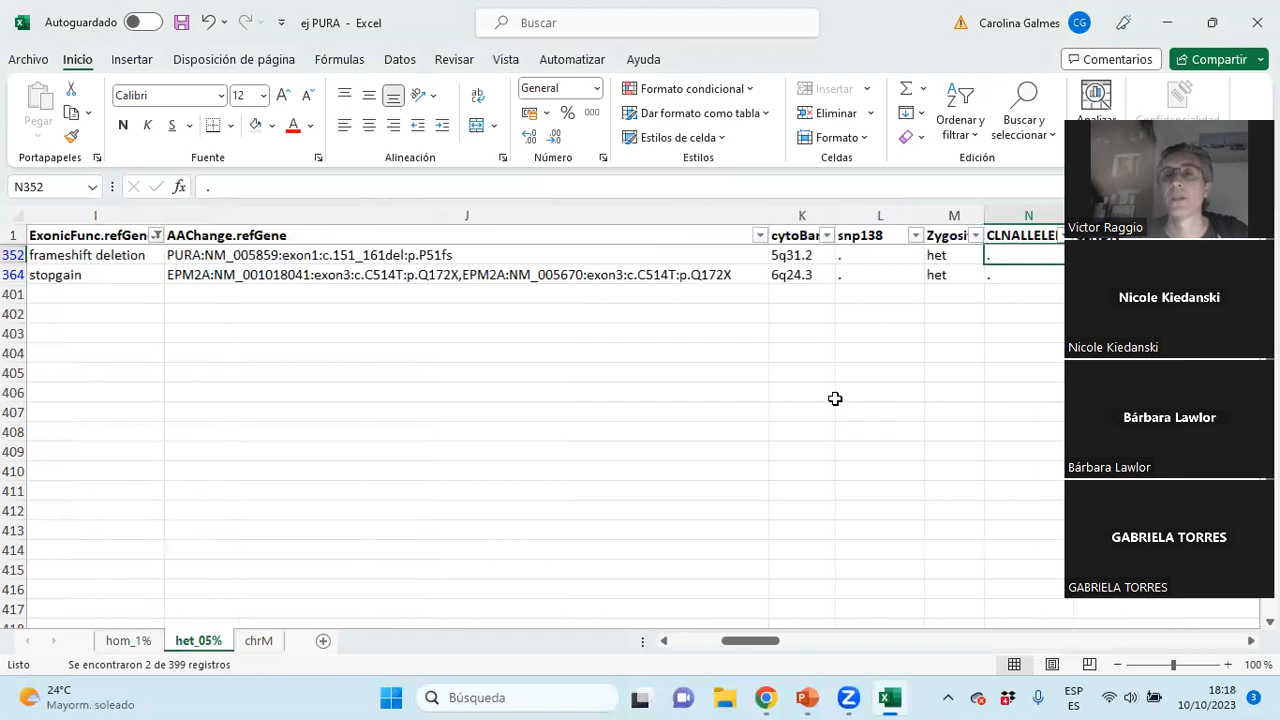 Autoguardado
ej PURA - Excel
Buscar
Carolina Galmes
CG
Archivo Inicio Insertar Disposición de página Fórmulas Datos Revisar Vista Automatizar Ayuda
Comentarios
Compartir
Pegar
Portapapeles
Calibri
12
N K S
Fuente
Alineación
General
% 000
Número
Formato condicional
Dar formato como tabla
Estilos de celda
Estilos
Insertar
Eliminar
Formato
Celdas
Ordenar y filtrar
Buscar y seleccionar
Edición
Analizar
Confidencialidad
N352
fx .
I J K L M N
1 ExonicFunc.refGen AAChange.refGene cytoBan snp138 Zygosi CLNALLELEI
352 frameshift deletion PURA:NM_005859:exon1:c.151_161del:p.P51fs 5q31.2 . het .
364 stopgain EPM2A:NM_001018041:exon3:c.C514T:p.Q172X,EPM2A:NM_005670:exon3:c.C514T:p.Q172X 6q24.3 . het .
401
402
403
404
405
406
407
408
409
410
411
412
413
414
415
416
417
Victor Raggio
Nicole Kiedanski
Nicole Kiedanski
Bárbara Lawlor
Bárbara Lawlor
GABRIELA TORRES
GABRIELA TORRES
hom_1% het_05% chrM
Listo Se encontraron 2 de 399 registros
100 %
24°C
Mayorm. soleado
Búsqueda
ESP
ES
18:18
10/10/2023
3